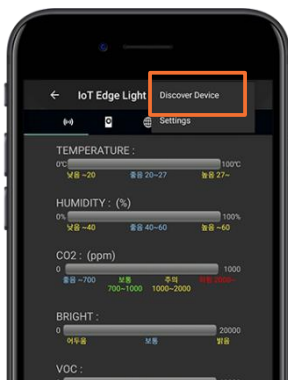 IoT Edge Light
Discover Device
Settings
TEMPERATURE :
0℃ 100℃
낮음 ~20 좋음 20~27 높음 27~
HUMIDITY : (%)
0% 100%
낮음 ~40 좋음 40~60 높음 ~60
CO2 : (ppm)
0 1000
좋음 ~700 보통 700~1000 주의 1000~2000
BRIGHT :
0 20000
어두움 보통 밝음
VOC :